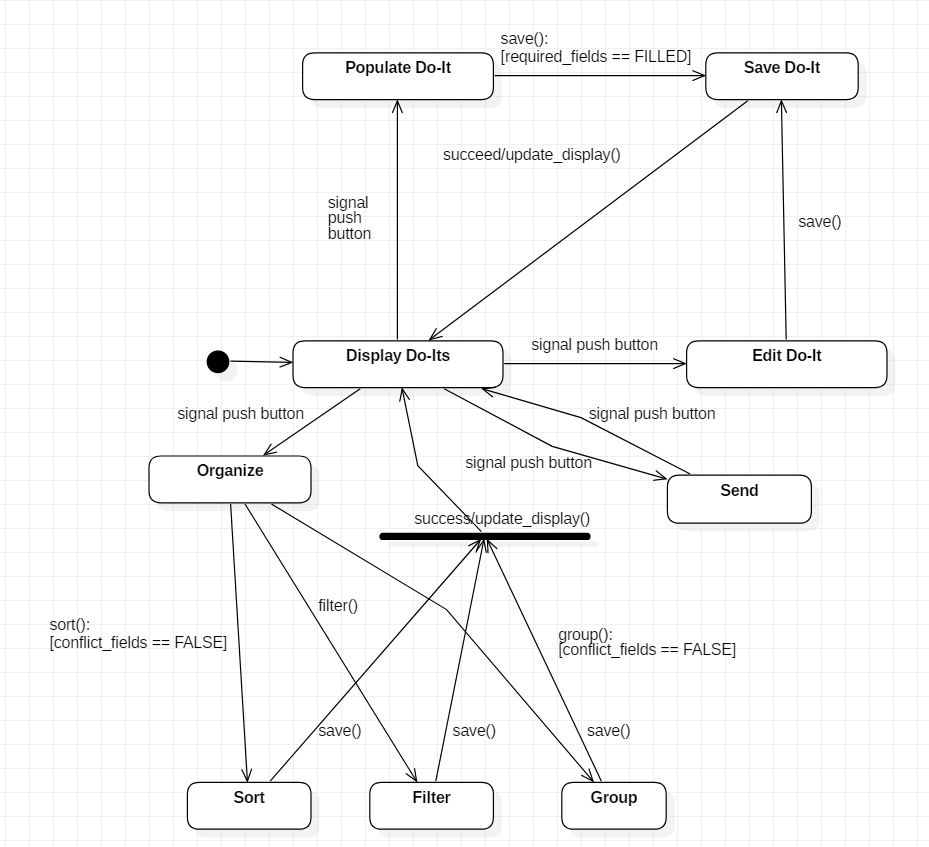 save():
[required_fields == FILLED]
Populate Do-It
Save Do-It
succeed/update_display()
signal
push
button
save()
signal push button
Display Do-Its
Edit Do-It
signal push button
signal push button
Organize
signal push button
Send
success/update_display()
filter()
sort():
[conflict_fields == FALSE]
group():
[conflict_fields == FALSE]
save()
save()
save()
Sort
Filter
Group